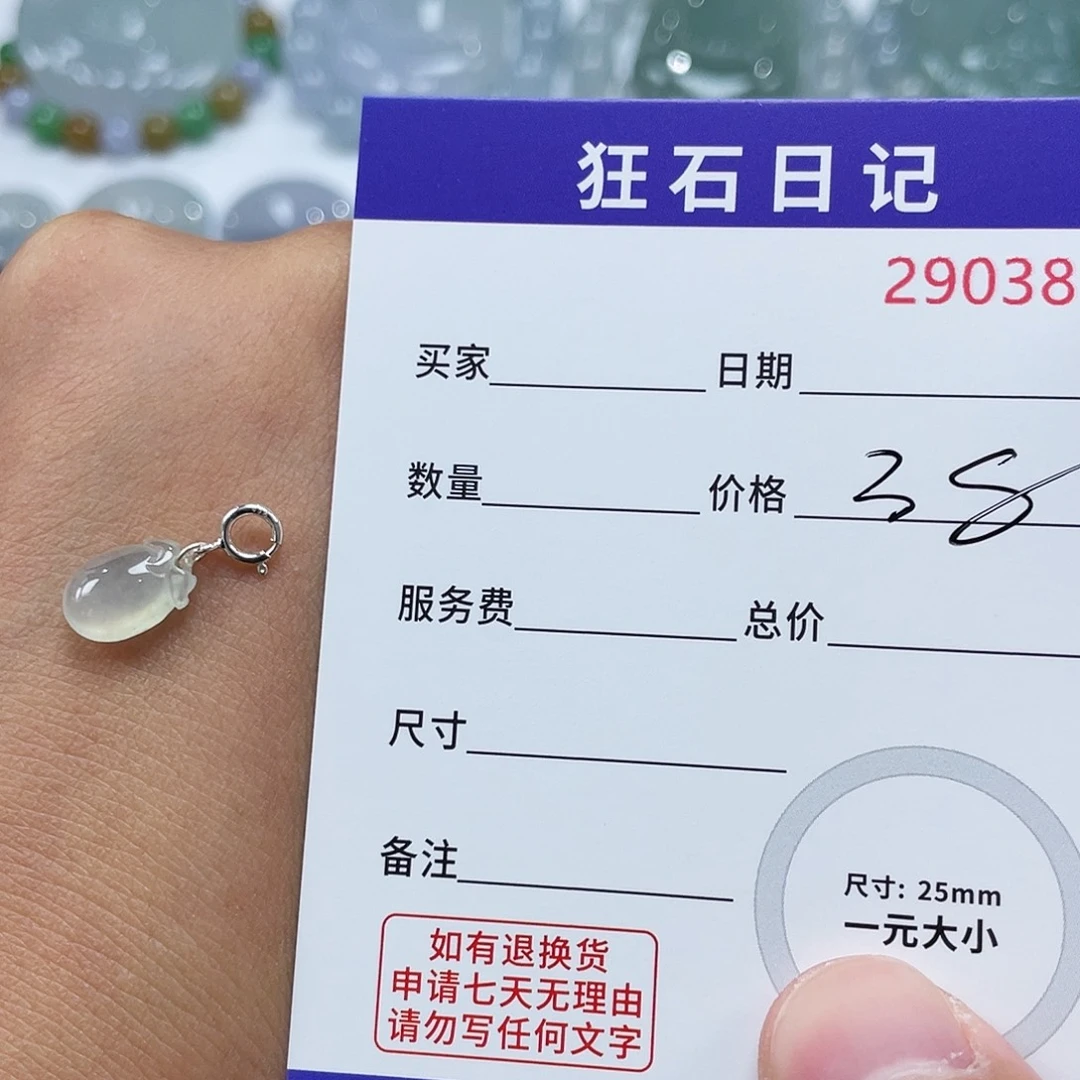 狂石日记
29038
买家 日期
数量 价格 38
服务费 总价
尺寸
备注
尺寸: 25mm
一元大小
如有退换货
申请七天无理由
请勿写任何文字